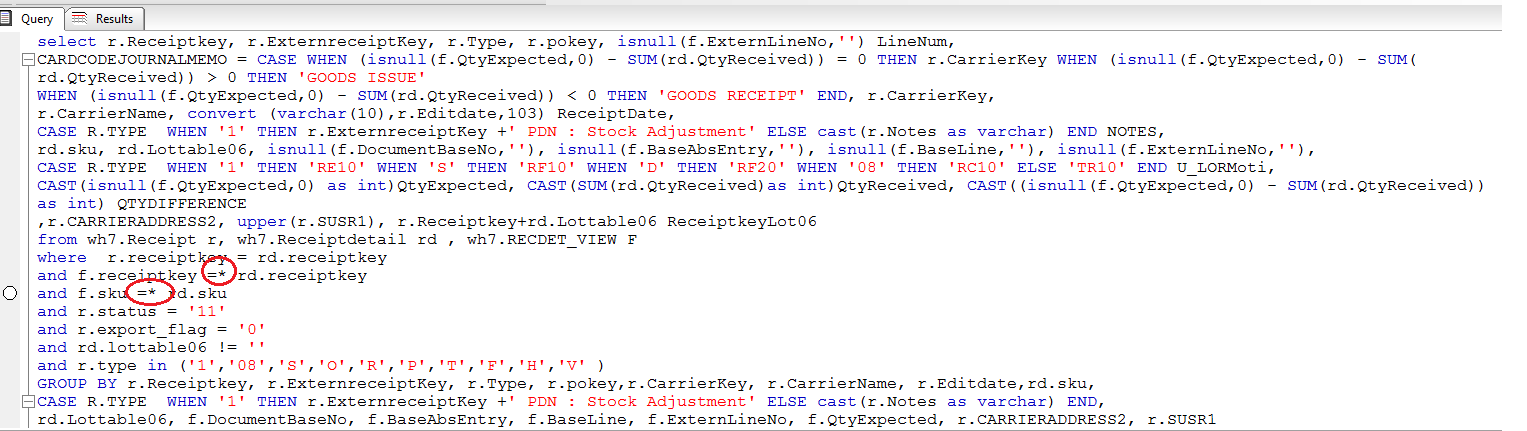 Query Results
select r.Receiptkey, r.ExternreceiptKey, r.Type, r.pokey, isnull(f.ExternLineNo,'') LineNum,
CARDCODEJOURNALMEMO = CASE WHEN (isnull(f.QtyExpected,0) - SUM(rd.QtyReceived)) = 0 THEN r.CarrierKey WHEN (isnull(f.QtyExpected,0) - SUM(
rd.QtyReceived)) > 0 THEN 'GOODS ISSUE'
WHEN (isnull(f.QtyExpected,0) - SUM(rd.QtyReceived)) < 0 THEN 'GOODS RECEIPT' END, r.CarrierKey,
r.CarrierName, convert (varchar(10),r.Editdate,103) ReceiptDate,
CASE R.TYPE  WHEN '1' THEN r.ExternreceiptKey +' PDN : Stock Adjustment' ELSE cast(r.Notes as varchar) END NOTES,
rd.sku, rd.Lottable06, isnull(f.DocumentBaseNo,''), isnull(f.BaseAbsEntry,''), isnull(f.BaseLine,''), isnull(f.ExternLineNo,''),
CASE R.TYPE  WHEN '1' THEN 'RE10' WHEN 'S' THEN 'RF10' WHEN 'D' THEN 'RF20' WHEN '08' THEN 'RC10' ELSE 'TR10' END U_LORMoti,
CAST(isnull(f.QtyExpected,0) as int)QtyExpected, CAST(SUM(rd.QtyReceived)as int)QtyReceived, CAST((isnull(f.QtyExpected,0) - SUM(rd.QtyReceived))
as int) QTYDIFFERENCE
,r.CARRIERADDRESS2, upper(r.SUSR1), r.Receiptkey+rd.Lottable06 ReceiptkeyLot06
from wh7.Receipt r, wh7.Receiptdetail rd , wh7.RECDET_VIEW F
where  r.receiptkey = rd.receiptkey
and f.receiptkey =* rd.receiptkey
and f.sku =* rd.sku
and r.status = '11'
and r.export_flag = '0'
and rd.lottable06 != ''
and r.type in ('1','08','S','O','R','P','T','F','H','V' )
GROUP BY r.Receiptkey, r.ExternreceiptKey, r.Type, r.pokey,r.CarrierKey, r.CarrierName, r.Editdate,rd.sku,
CASE R.TYPE  WHEN '1' THEN r.ExternreceiptKey +' PDN : Stock Adjustment' ELSE cast(r.Notes as varchar) END,
rd.Lottable06, f.DocumentBaseNo, f.BaseAbsEntry, f.BaseLine, f.ExternLineNo, f.QtyExpected, r.CARRIERADDRESS2, r.SUSR1